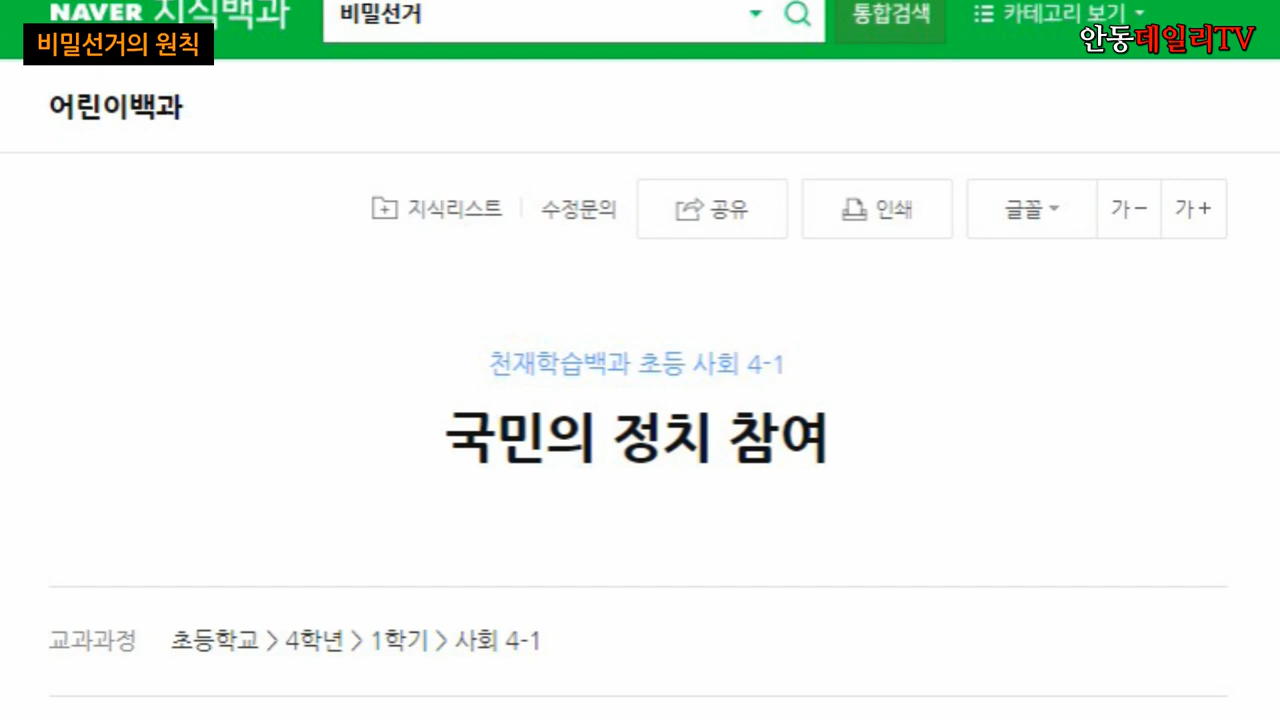 NAVER 지식백과
비밀선거
통합검색
카테고리 보기
비밀선거의 원칙
안동데일리TV
어린이백과
지식리스트
수정문의
공유
인쇄
글꼴
가-
가+
천재학습백과 초등 사회 4-1
국민의 정치 참여
교과과정 초등학교 > 4학년 > 1학기 > 사회 4-1